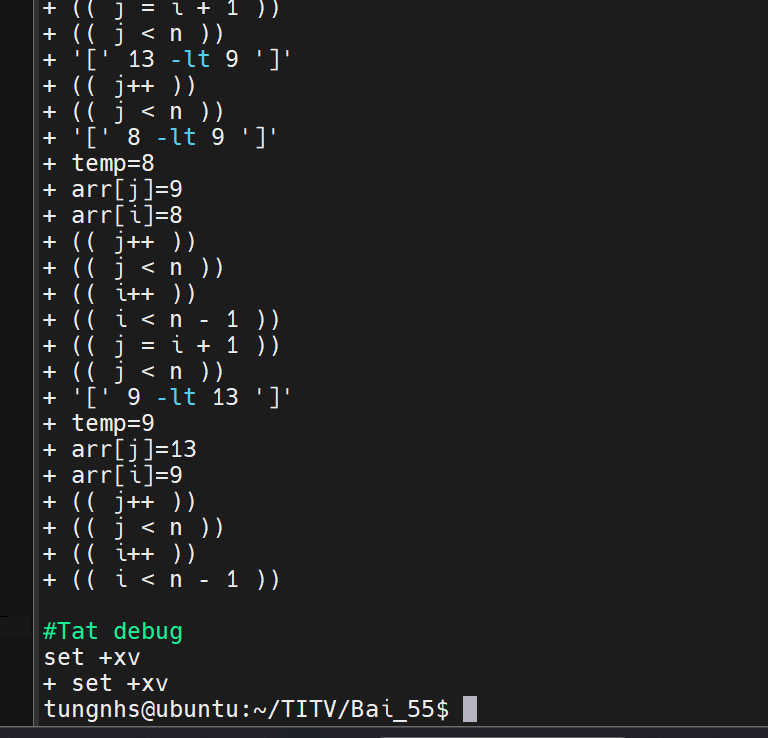 + (( j = i + 1 ))
+ (( j < n ))
+ '[' 13 -lt 9 ']'
+ (( j++ ))
+ (( j < n ))
+ '[' 8 -lt 9 ']'
+ temp=8
+ arr[j]=9
+ arr[i]=8
+ (( j++ ))
+ (( j < n ))
+ (( i++ ))
+ (( i < n - 1 ))
+ (( j = i + 1 ))
+ (( j < n ))
+ '[' 9 -lt 13 ']'
+ temp=9
+ arr[j]=13
+ arr[i]=9
+ (( j++ ))
+ (( j < n ))
+ (( i++ ))
+ (( i < n - 1 ))
#Tat debug
set +xv
+ set +xv
tungnhs@ubuntu:~/TITV/Bai_55$